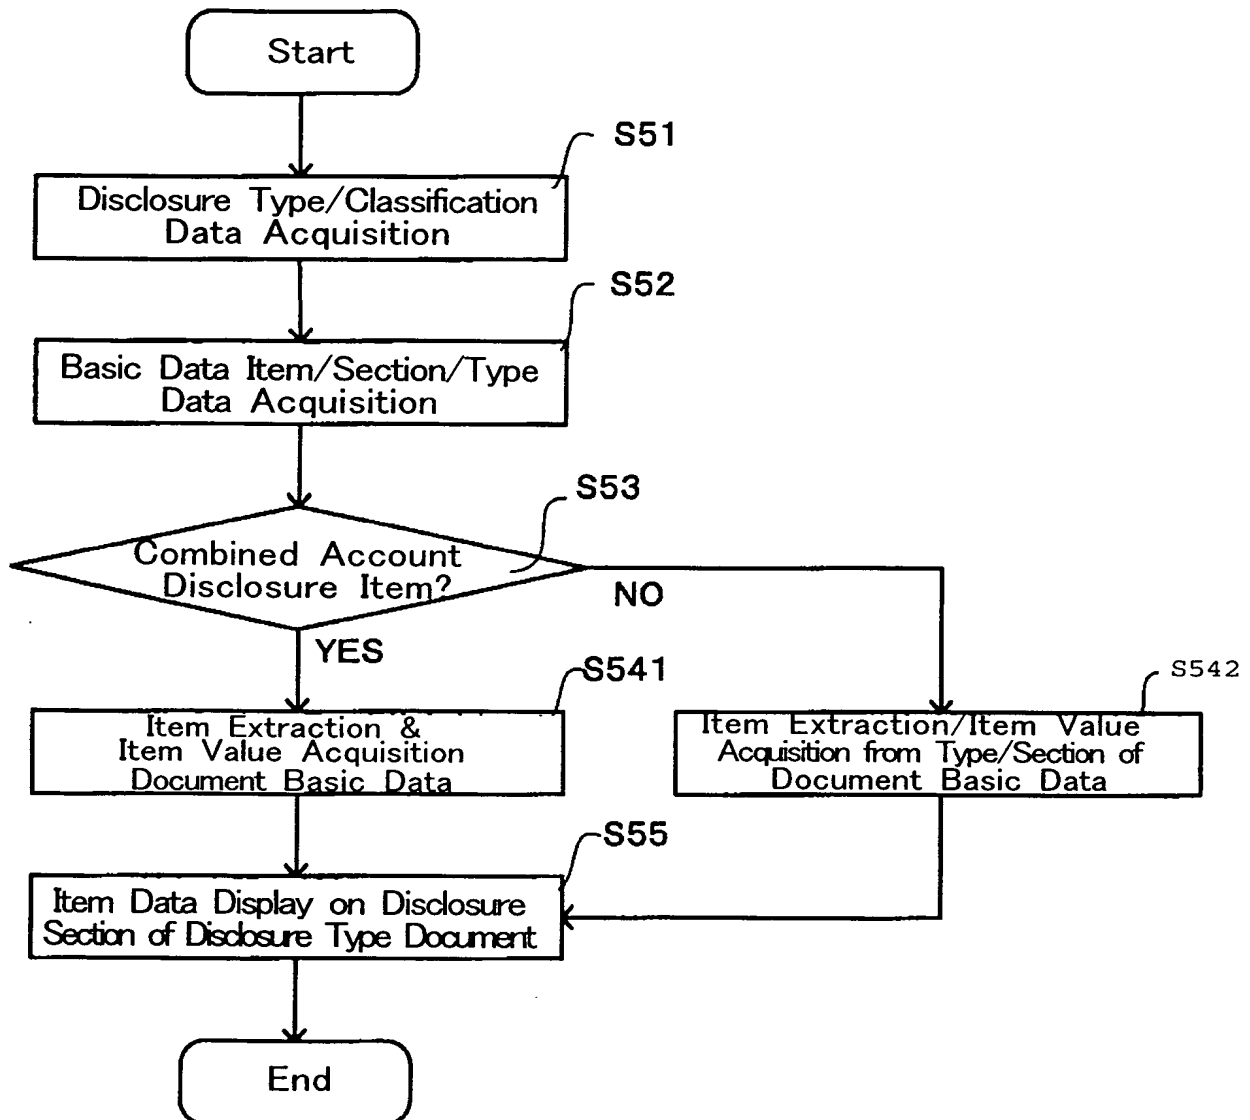 Start
S51
Disclosure Type/Classification
Data Acquisition
S52
Basic Data Item/Section/Type
Data Acquisition
S53
Combined Account
Disclosure Item?
NO
YES
S541
Item Extraction &
Item Value Acquisition
Document Basic Data
S542
Item Extraction/Item Value
Acquisition from Type/Section of
Document Basic Data
S55
Item Data Display on Disclosure
Section of Disclosure Type Document
End